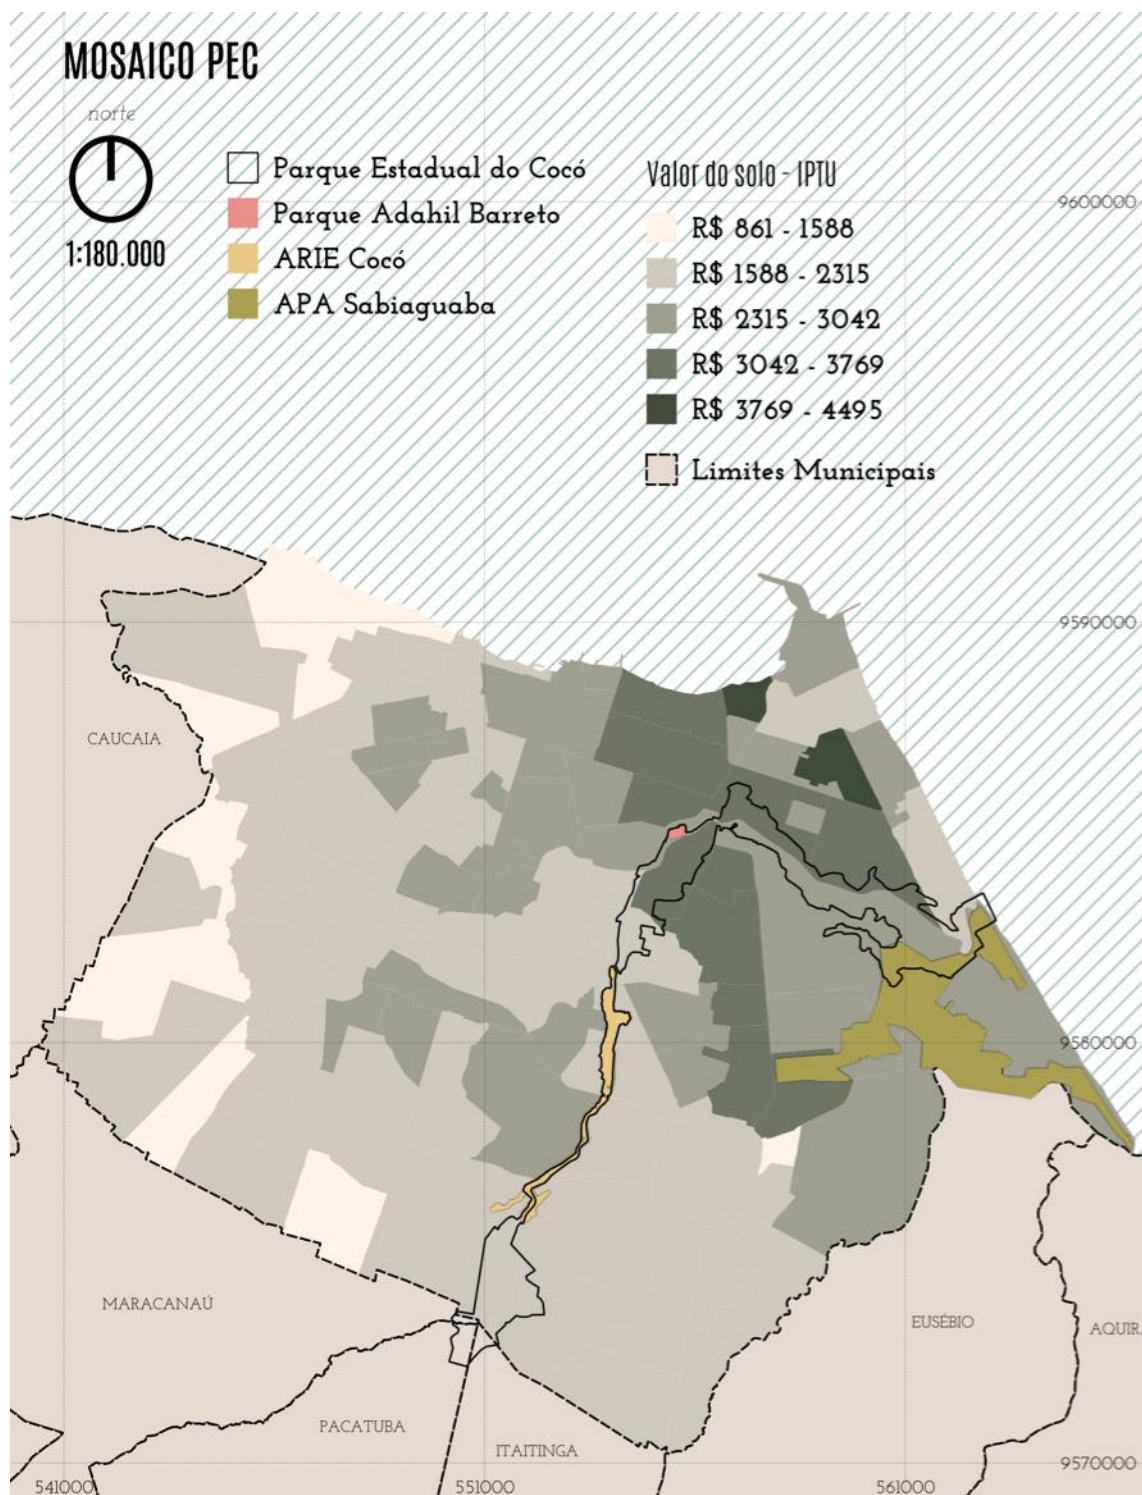 MOSAICO PEC
norte
1:180.000
Parque Estadual do Cocó
Parque Adahil Barreto
ARIE Cocó
APA Sabiaguaba
Valor do solo - IPTU
R$ 861 - 1588
R$ 1588 - 2315
R$ 2315 - 3042
R$ 3042 - 3769
R$ 3769 - 4495
Limites Municipais
9600000
9590000
CAUCAIA
9580000
MARACANAÚ
EUSÉBIO
AQUIR
PACATUBA
ITAITINGA
9570000
541000
551000
561000